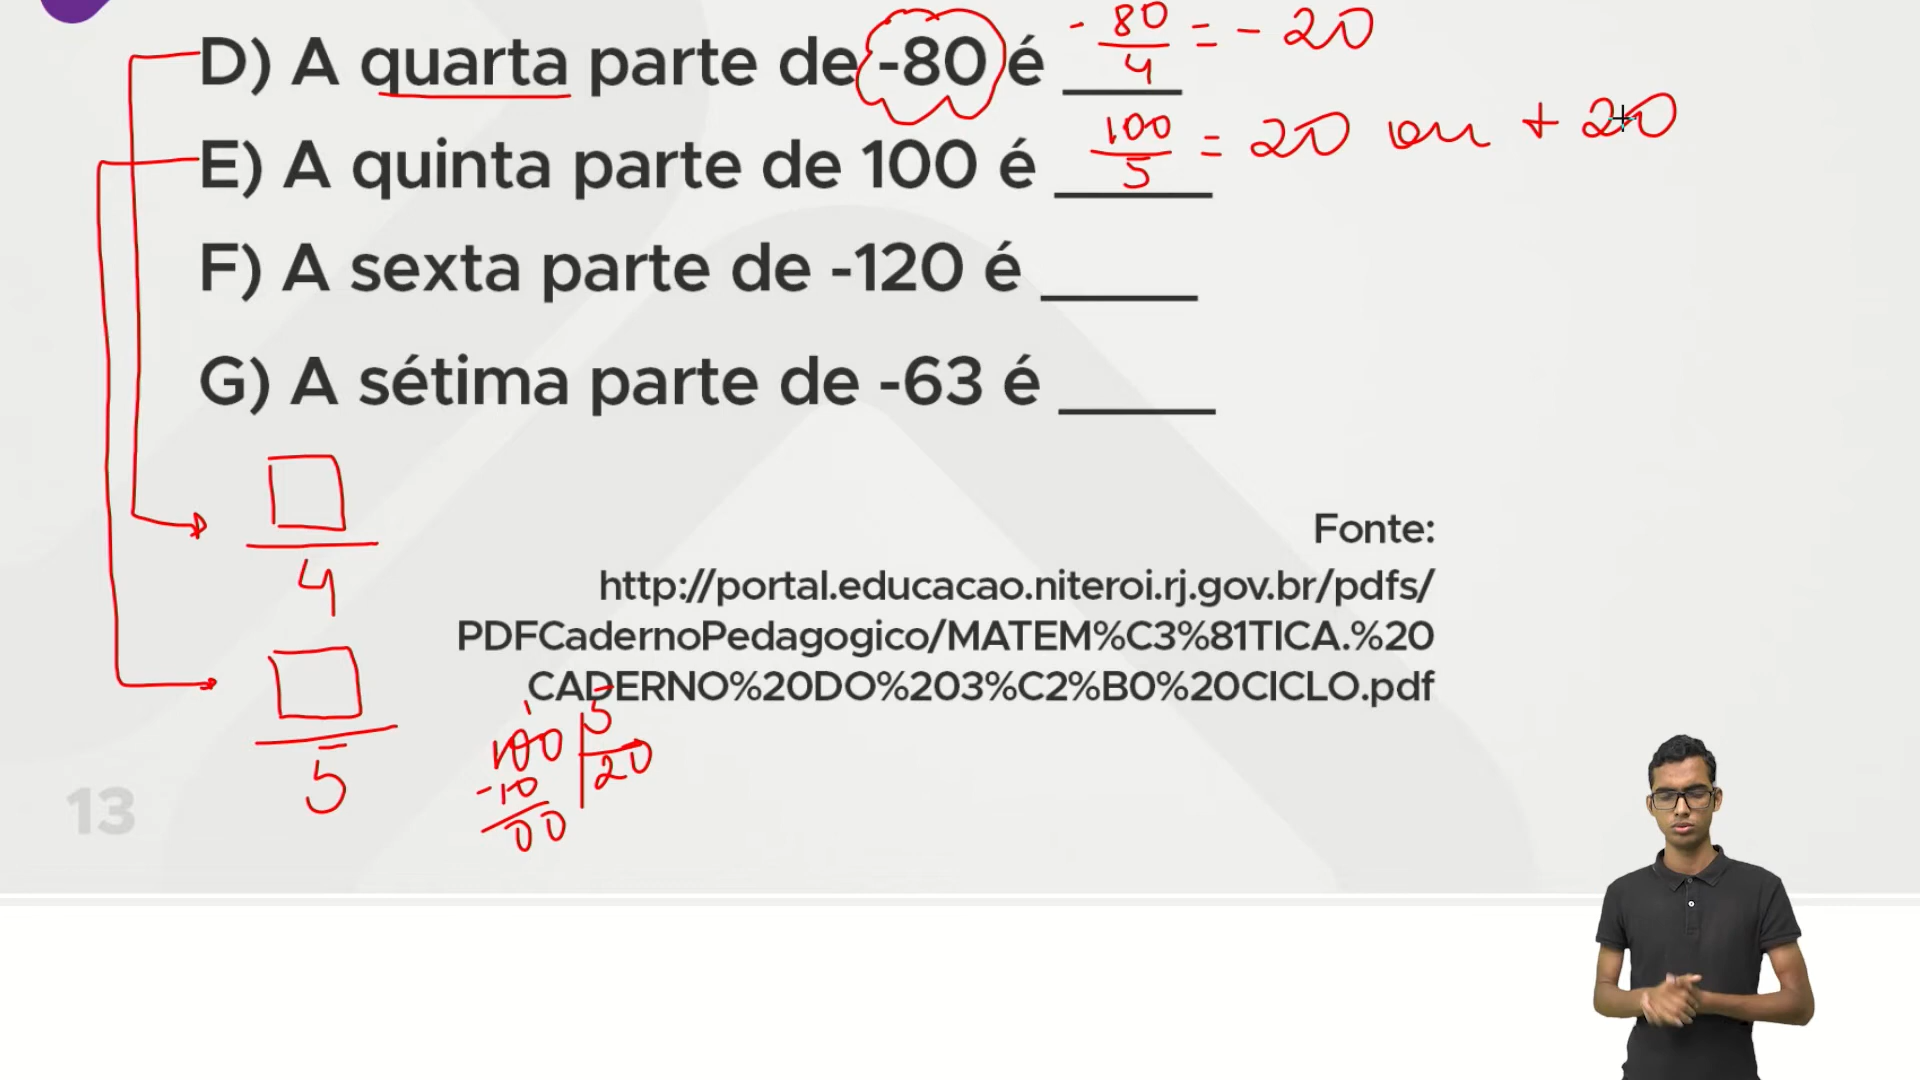 D) A quarta parte de -80 é ____ -80/4 = -20
E) A quinta parte de 100 é ____ 100/5 = 20 ou +20
F) A sexta parte de -120 é ____
G) A sétima parte de -63 é ____
□/4
□/5
Fonte:
http://portal.educacao.niteroi.rj.gov.br/pdfs/
PDFCadernoPedagogico/MATEM%C3%81TICA.%20
CADERNO%20DO%203%C2%B0%20CICLO.pdf
100 | 5
-10 20
00
13